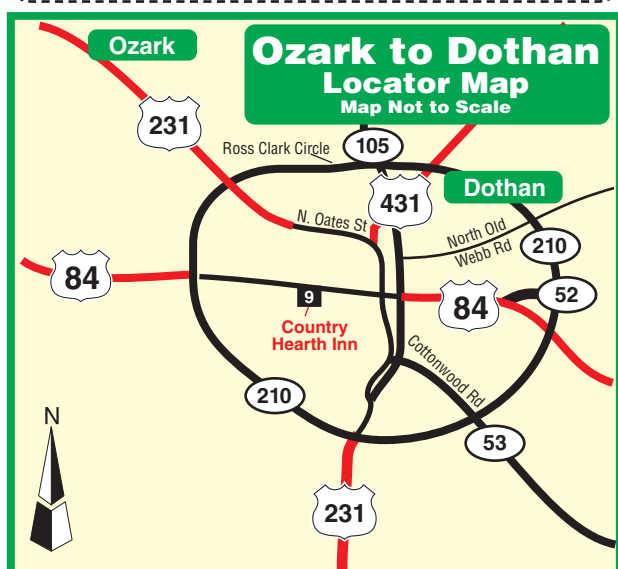 Ozark
Ozark to Dothan
Locator Map
Map Not to Scale
231
Ross Clark Circle
105
Dothan
431
N. Oates St
North Old
Webb Rd
210
84
52
9
84
Country
Hearth Inn
Cottonwood Rd
210
N
53
231